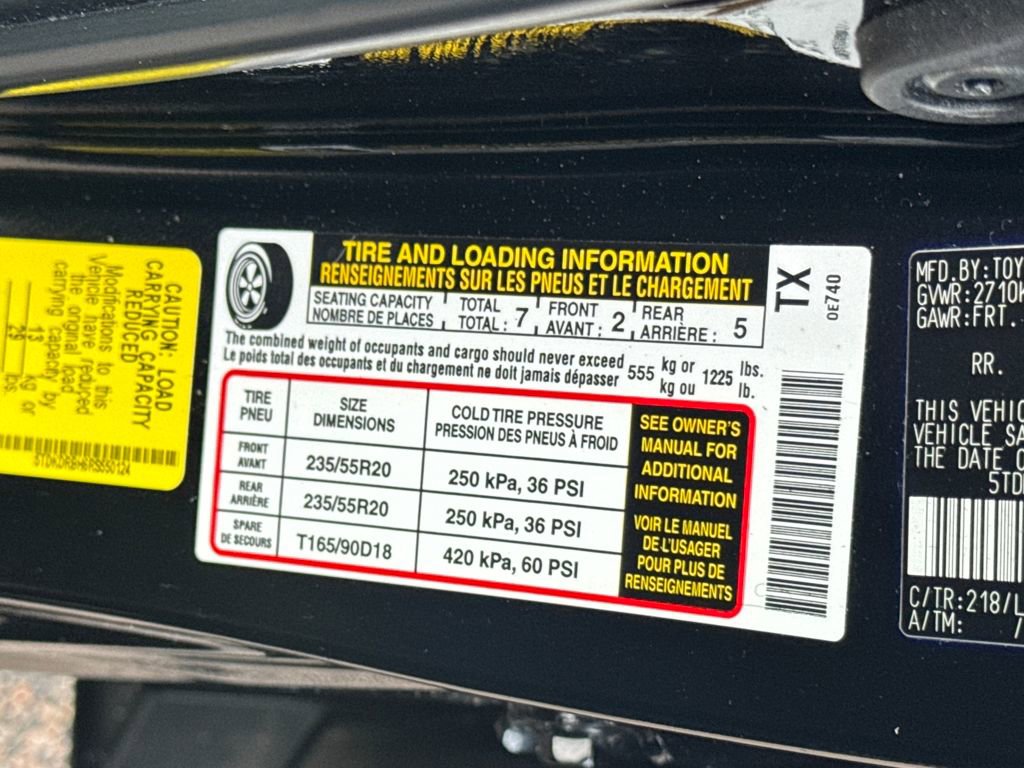 CAUTION: LOAD
CARRYING CAPACITY
REDUCED
Modifications to this
Vehicle have reduced
the original load
carrying capacity by
13 kg or
29 lbs.
TIRE AND LOADING INFORMATION
RENSEIGNEMENTS SUR LES PNEUS ET LE CHARGEMENT
SEATING CAPACITY TOTAL FRONT REAR
NOMBRE DE PLACES TOTAL : 7 AVANT : 2 ARRIÈRE : 5
The combined weight of occupants and cargo should never exceed 555 kg or 1225 lbs.
Le poids total des occupants et du chargement ne doit jamais dépasser kg ou lb.
TIRE SIZE COLD TIRE PRESSURE
PNEU DIMENSIONS PRESSION DES PNEUS À FROID
FRONT
AVANT 235/55R20 250 kPa, 36 PSI
REAR
ARRIÈRE 235/55R20 250 kPa, 36 PSI
SPARE
DE SECOURS T165/90D18 420 kPa, 60 PSI
SEE OWNER'S
MANUAL FOR
ADDITIONAL
INFORMATION
VOIR LE MANUEL
DE L'USAGER
POUR PLUS DE
RENSEIGNEMENTS
TX
0E740
MFD.BY:TOY
GVWR:2710K
GAWR:FRT.
RR.
THIS VEHIC
VEHICLE SA
THE DATE O
5TD
C/TR:218/L
A/TM: /